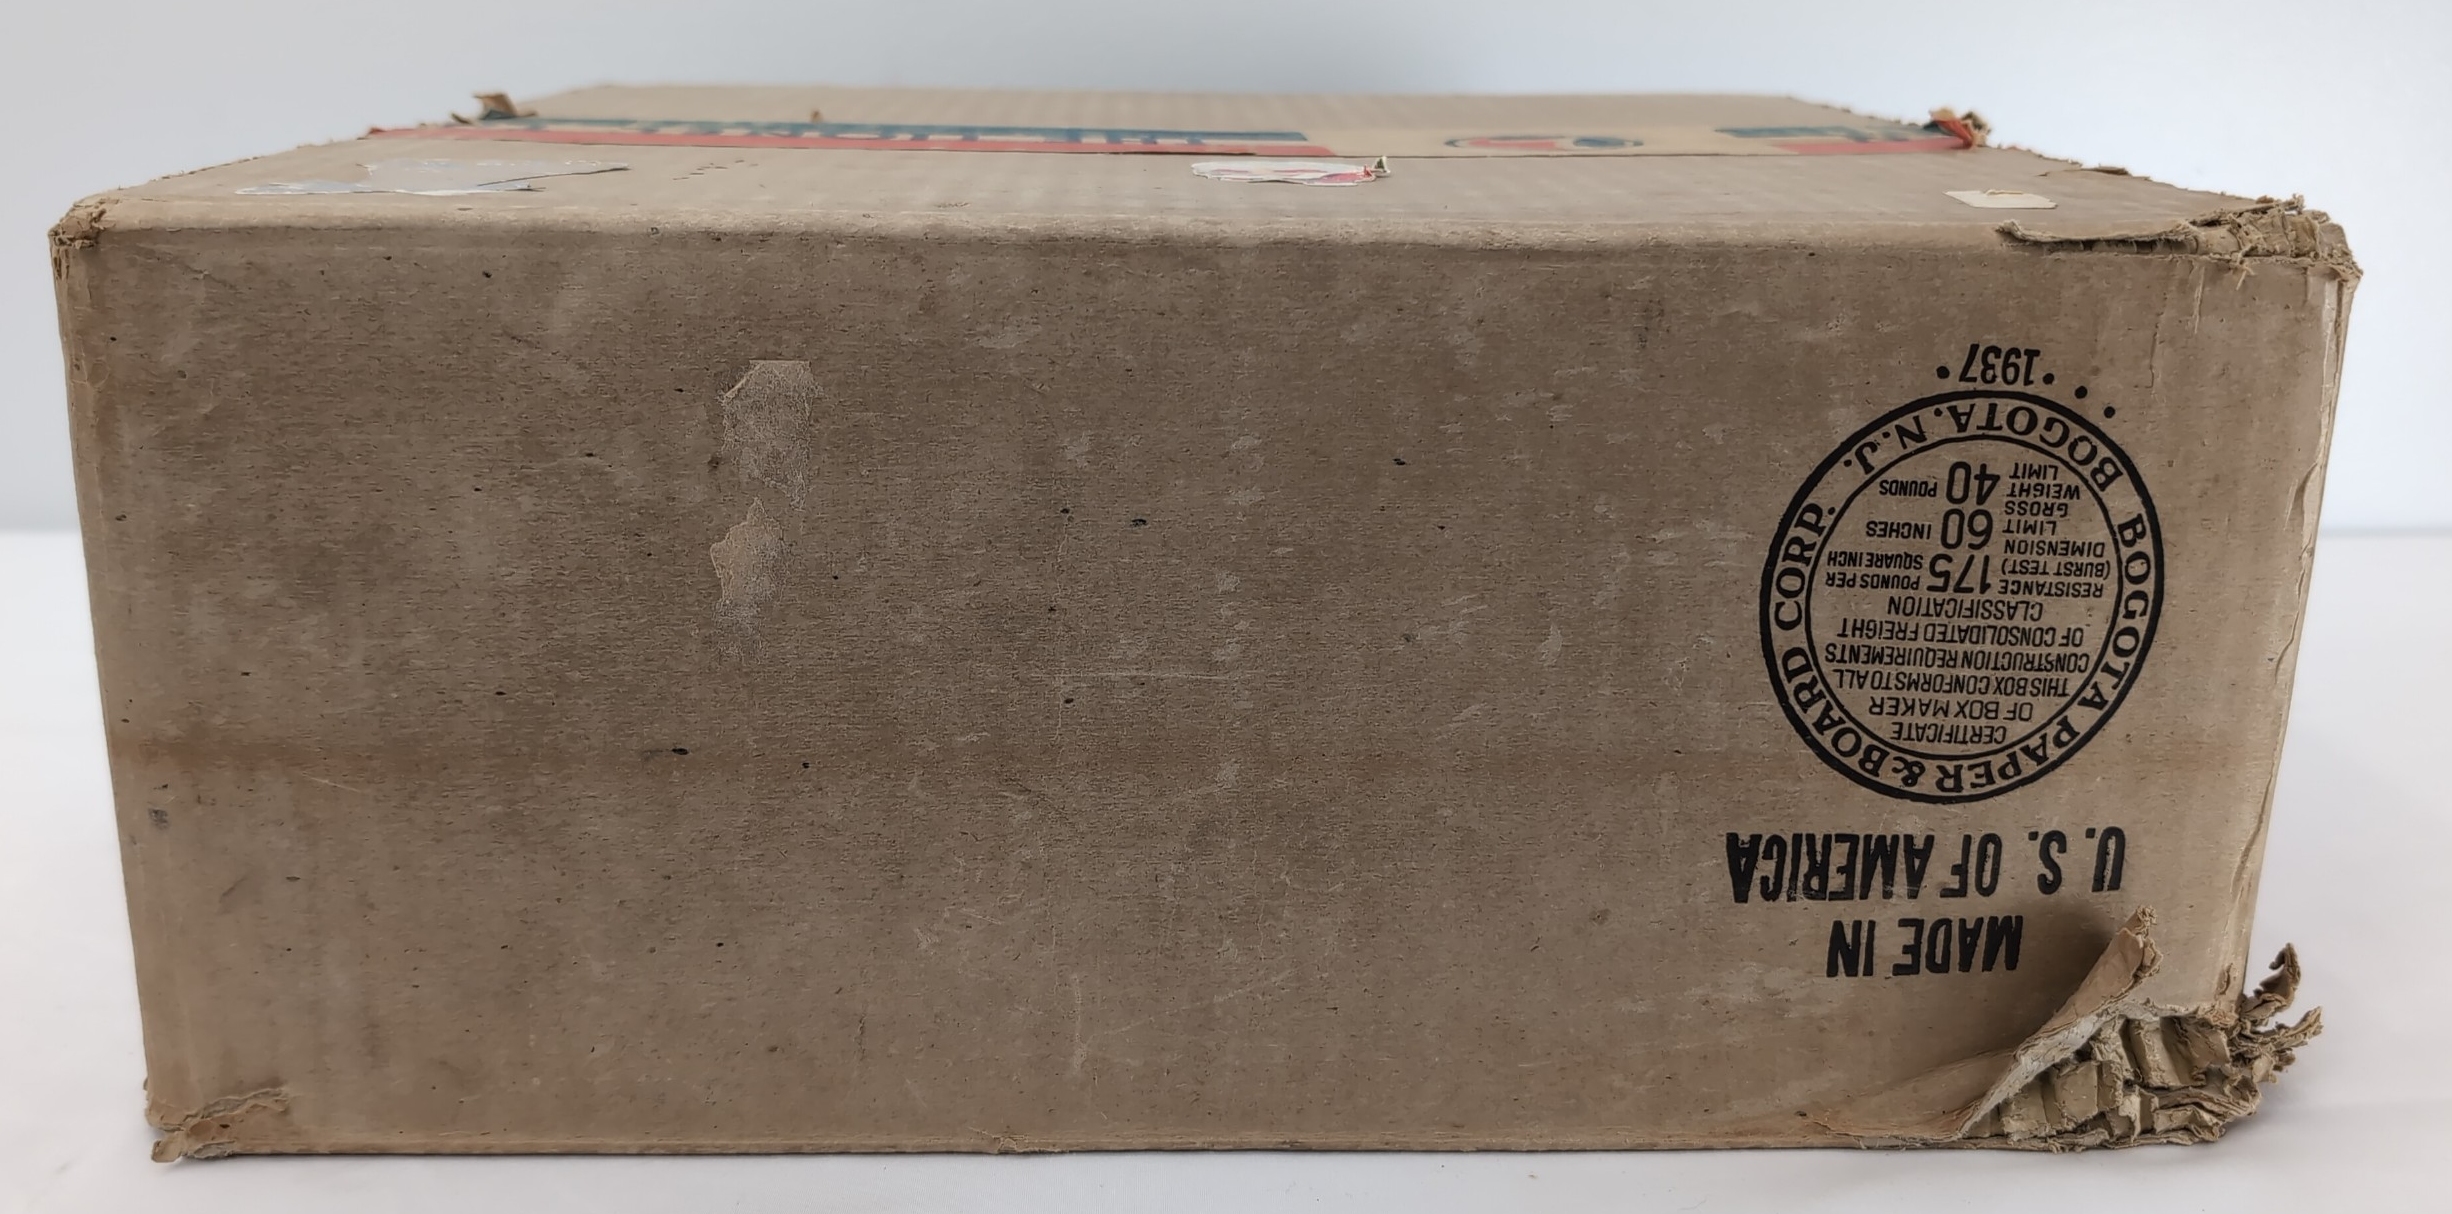 MADE IN
U. S. OF AMERICA
BOGOTA PAPER & BOARD CORP.
BOGOTA, N. J.
CERTIFICATE
OF BOX MAKER
THIS BOX CONFORMS TO ALL
CONSTRUCTION REQUIREMENTS
OF CONSOLIDATED FREIGHT
CLASSIFICATION
RESISTANCE (BURST TEST) 175 POUNDS PER SQUARE INCH
DIMENSION LIMIT 60 INCHES
GROSS WEIGHT LIMIT 40 POUNDS
• • • 1937 •